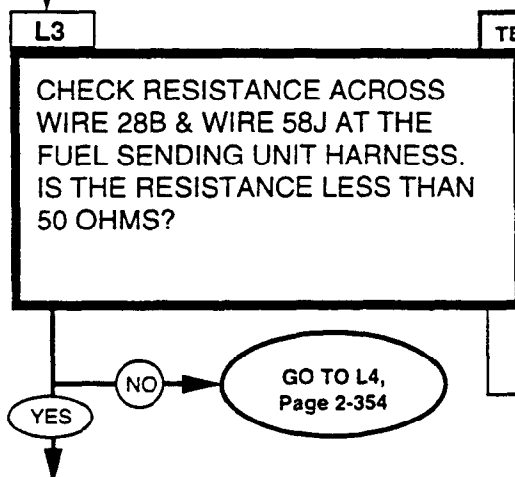 L3
TE
CHECK RESISTANCE ACROSS
WIRE 28B & WIRE 58J AT THE
FUEL SENDING UNIT HARNESS.
IS THE RESISTANCE LESS THAN
50 OHMS?
NO
GO TO L4,
Page 2-354
YES